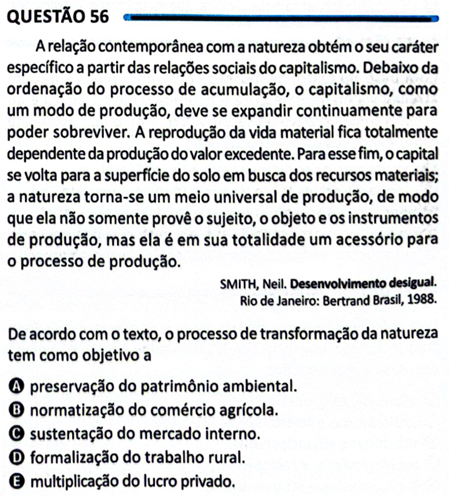 QUESTÃO 56
A relação contemporânea com a natureza obtém o seu caráter
específico a partir das relações sociais do capitalismo. Debaixo da
ordenação do processo de acumulação, o capitalismo, como
um modo de produção, deve se expandir continuamente para
poder sobreviver. A reprodução da vida material fica totalmente
dependente da produção do valor excedente. Para esse fim, o capital
se volta para a superfície do solo em busca dos recursos materiais;
a natureza torna-se um meio universal de produção, de modo
que ela não somente provê o sujeito, o objeto e os instrumentos
de produção, mas ela é em sua totalidade um acessório para
o processo de produção.
SMITH, Neil. Desenvolvimento desigual.
Rio de Janeiro: Bertrand Brasil, 1988.
De acordo com o texto, o processo de transformação da natureza
tem como objetivo a
A preservação do patrimônio ambiental.
B normatização do comércio agrícola.
C sustentação do mercado interno.
D formalização do trabalho rural.
E multiplicação do lucro privado.